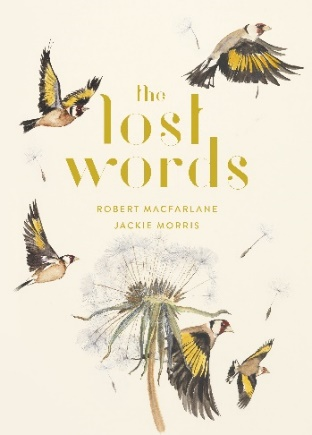 the
lost
words
ROBERT MACFARLANE
JACKIE MORRIS